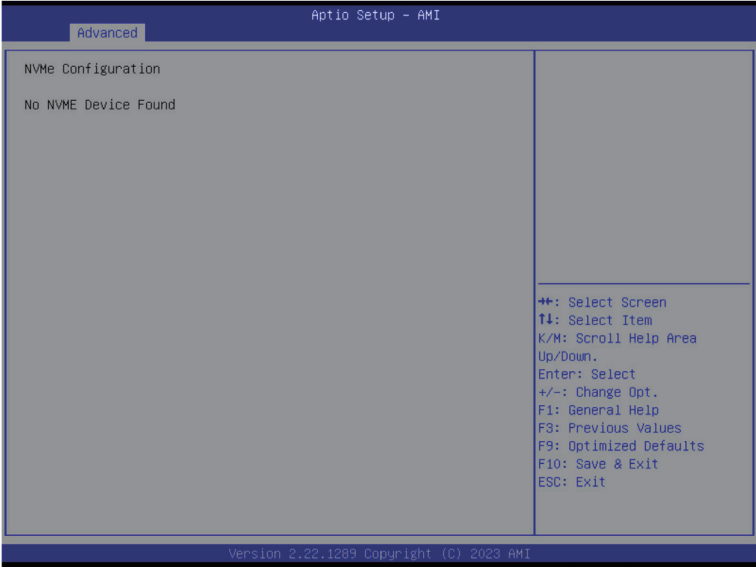 Aptio Setup – AMI
Advanced
NVMe Configuration
No NVME Device Found
→←: Select Screen
↑↓: Select Item
K/M: Scroll Help Area
Up/Down.
Enter: Select
+/-: Change Opt.
F1: General Help
F3: Previous Values
F9: Optimized Defaults
F10: Save & Exit
ESC: Exit
Version 2.22.1289 Copyright (C) 2023 AMI